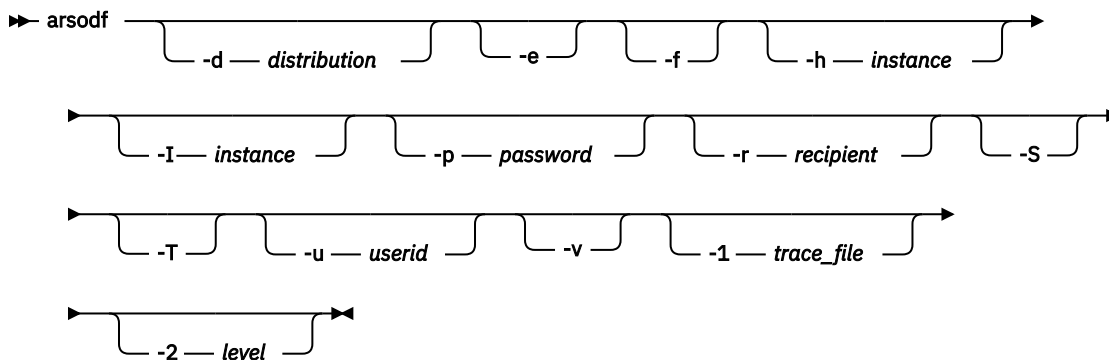 arsodf -d distribution -e -f -h instance
-I instance -p password -r recipient -S
-T -u userid -v -1 trace_file
-2 level